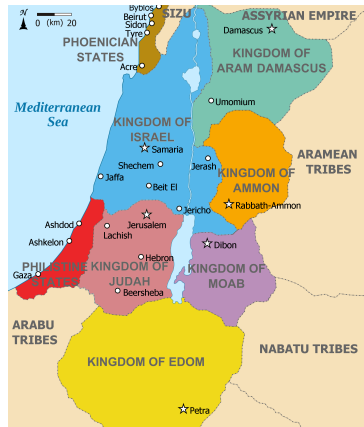 0 (km) 20
Byblos
SIZU
Beirut
Sidon
Tyre
ASSYRIAN EMPIRE
Damascus
PHOENICIAN
STATES
KINGDOM OF
ARAM DAMASCUS
Acre
Mediterranean
Sea
Umomium
KINGDOM OF
ISRAEL
Samaria
ARAMEAN
TRIBES
Shechem
Jerash
KINGDOM OF
AMMON
Jaffa
Beit El
Rabbath-Ammon
Jericho
Ashdod
Jerusalem
Lachish
Ashkelon
Dibon
Hebron
Gaza
PHILISTINE
STATES
KINGDOM OF
JUDAH
KINGDOM OF
MOAB
Beersheba
ARABU
TRIBES
NABATU TRIBES
KINGDOM OF EDOM
Petra